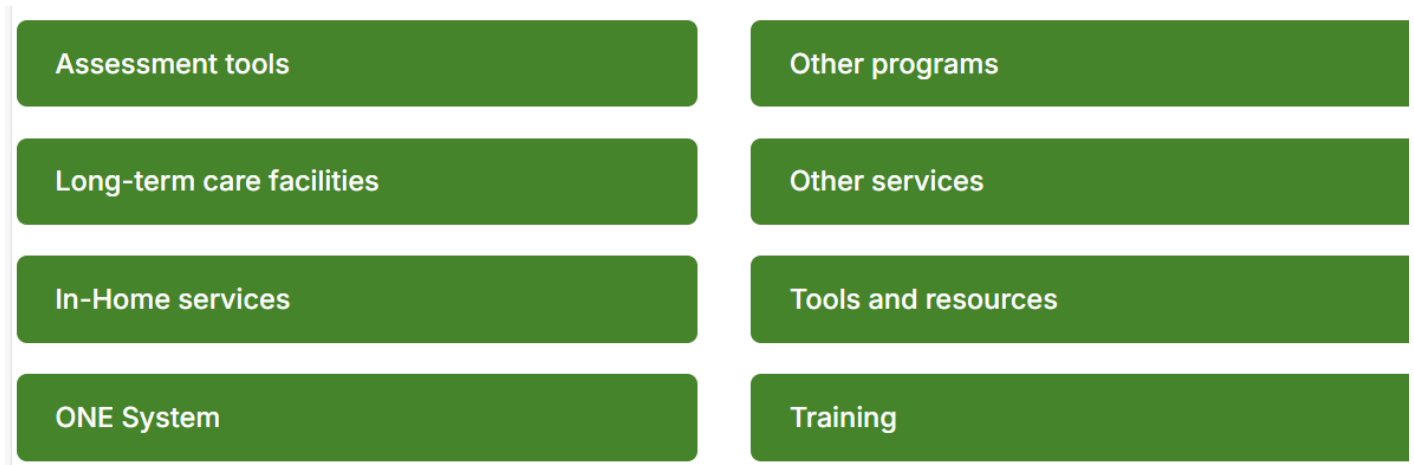 Assessment tools
Other programs
Long-term care facilities
Other services
In-Home services
Tools and resources
ONE System
Training